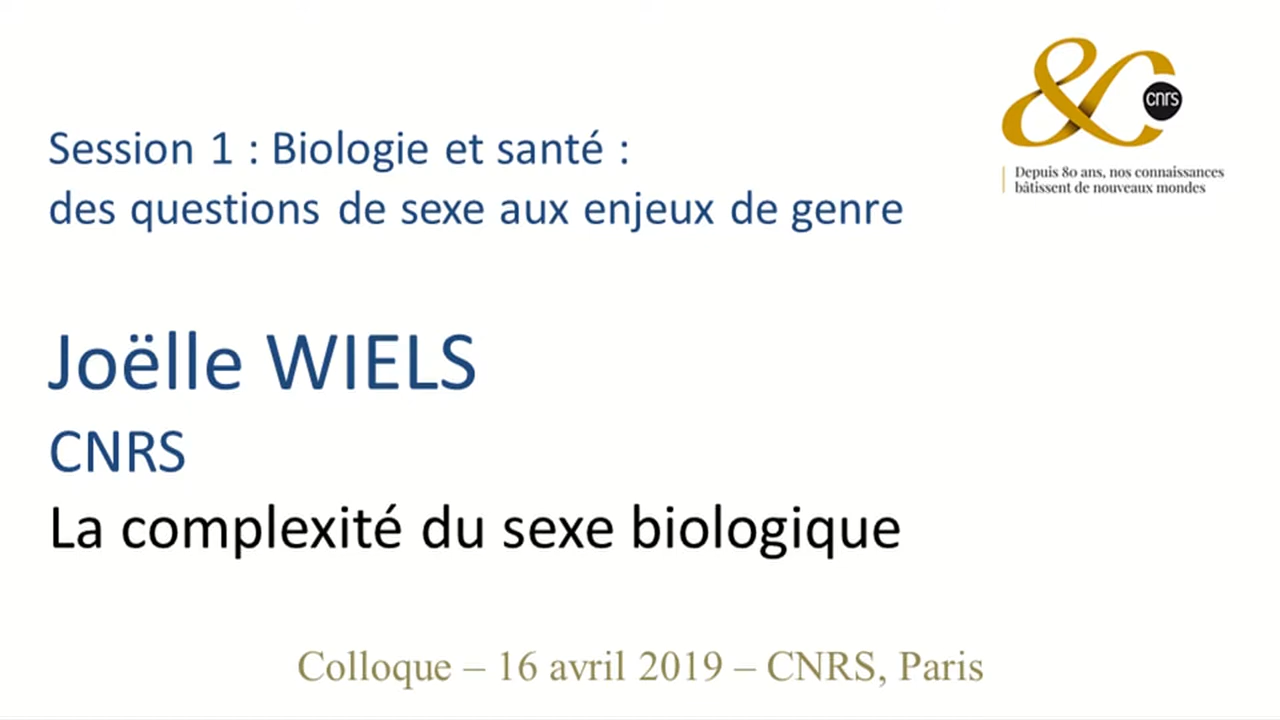 Session 1 : Biologie et santé :
des questions de sexe aux enjeux de genre
80
cnrs
Depuis 80 ans, nos connaissances
bâtissent de nouveaux mondes
Joëlle WIELS
CNRS
La complexité du sexe biologique
Colloque – 16 avril 2019 – CNRS, Paris